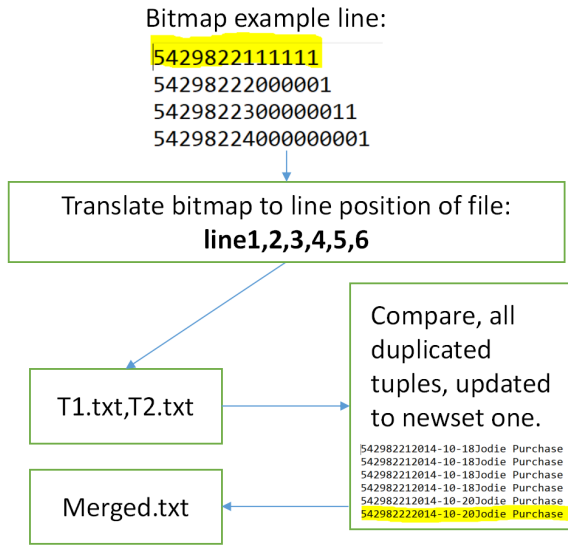 Bitmap example line:
5429822111111
54298222000001
542982230000​0011
54298224000000001
Translate bitmap to line position of file:
line1,2,3,4,5,6
Compare, all
duplicated
tuples, updated
to newset one.
T1.txt,T2.txt
542982212014-10-18Jodie Purchase
542982212014-10-18Jodie Purchase
542982212014-10-18Jodie Purchase
542982212014-10-18Jodie Purchase
542982212014-10-20Jodie Purchase
542982222014-10-20Jodie Purchase
Merged.txt